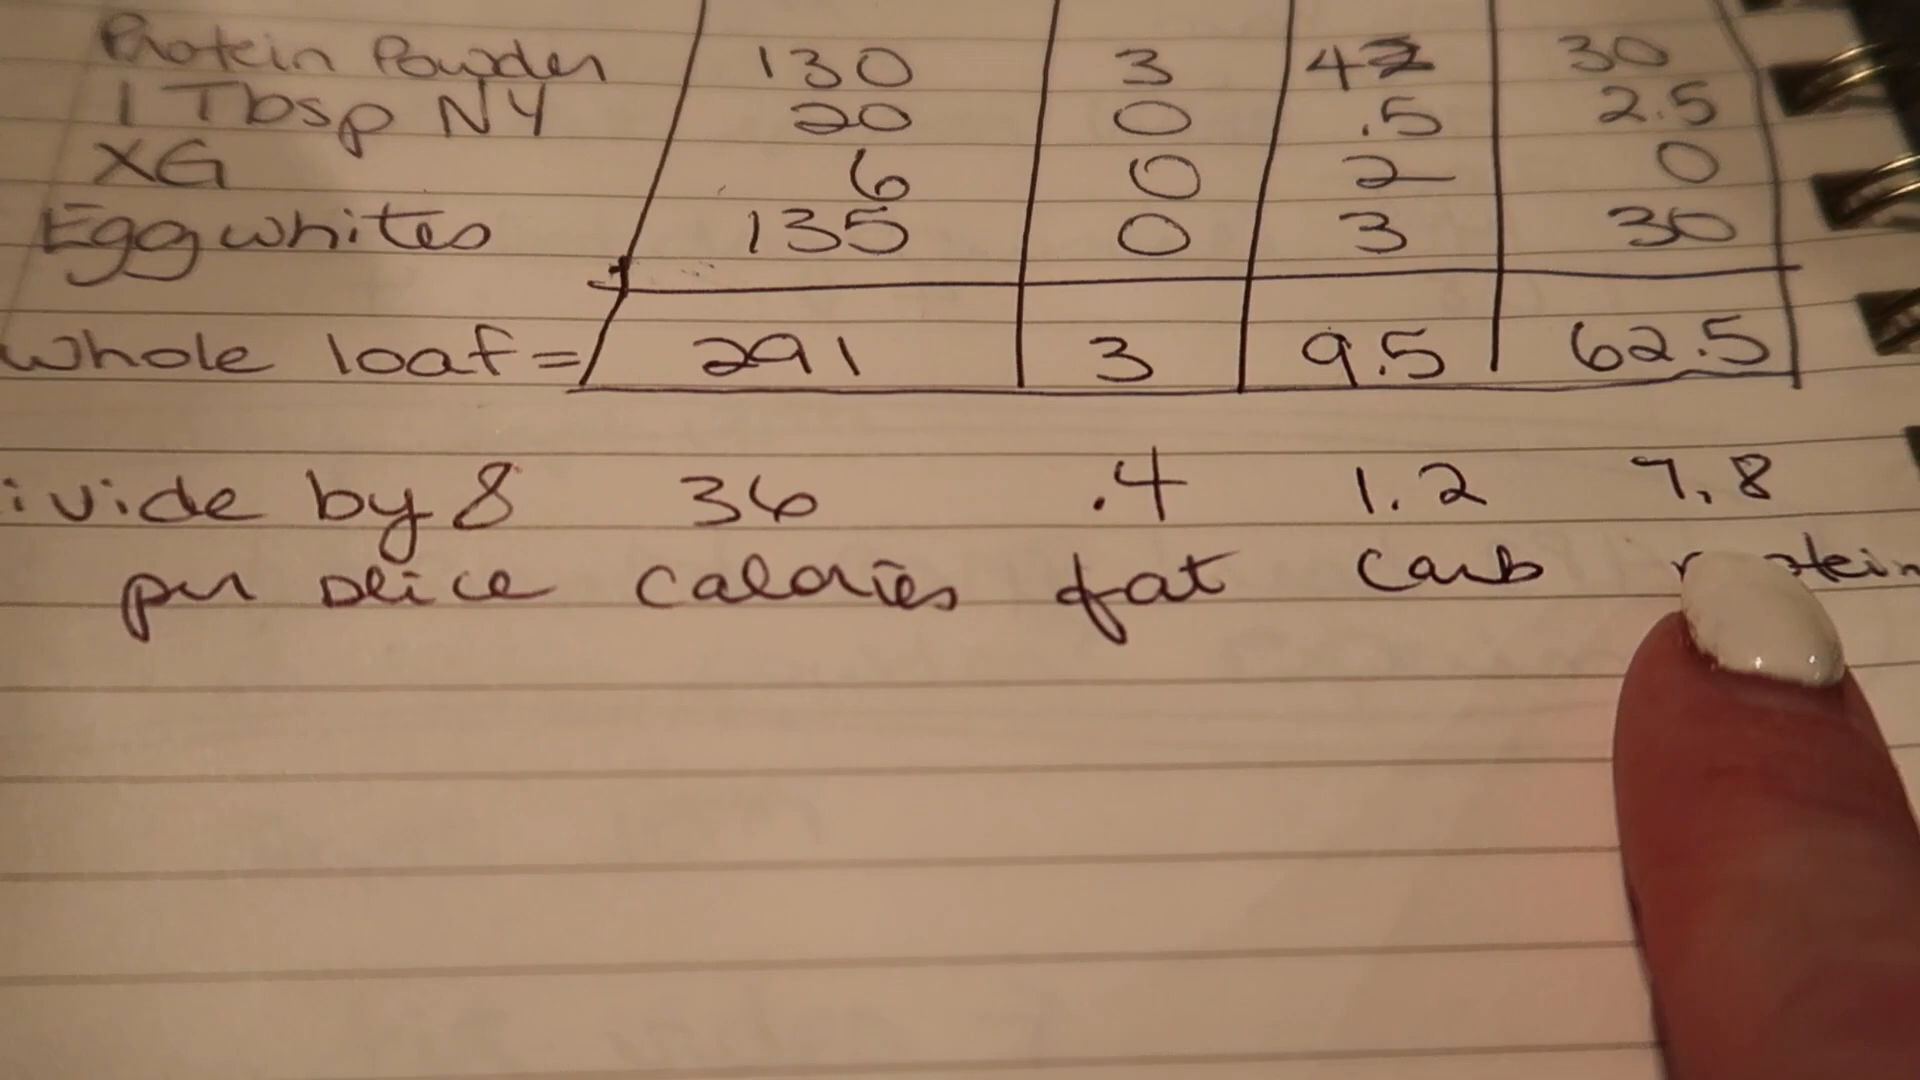 Protein Powder 130 3 4 30
1 Tbsp NY 20 0 .5 2.5
XG 6 0 2 0
Egg whites 135 0 3 30
Whole loaf = 291 3 9.5 62.5
ivide by 8 36 .4 1.2 7.8
per slice calories fat carb